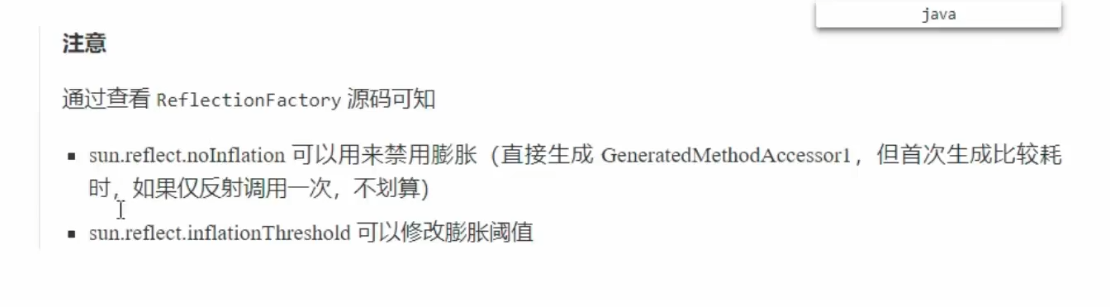 java
注意
通过查看 ReflectionFactory 源码可知
▪ sun.reflect.noInflation 可以用来禁用膨胀（直接生成 GeneratedMethodAccessor1，但首次生成比较耗
时，如果仅反射调用一次，不划算）
▪ sun.reflect.inflationThreshold 可以修改膨胀阈值